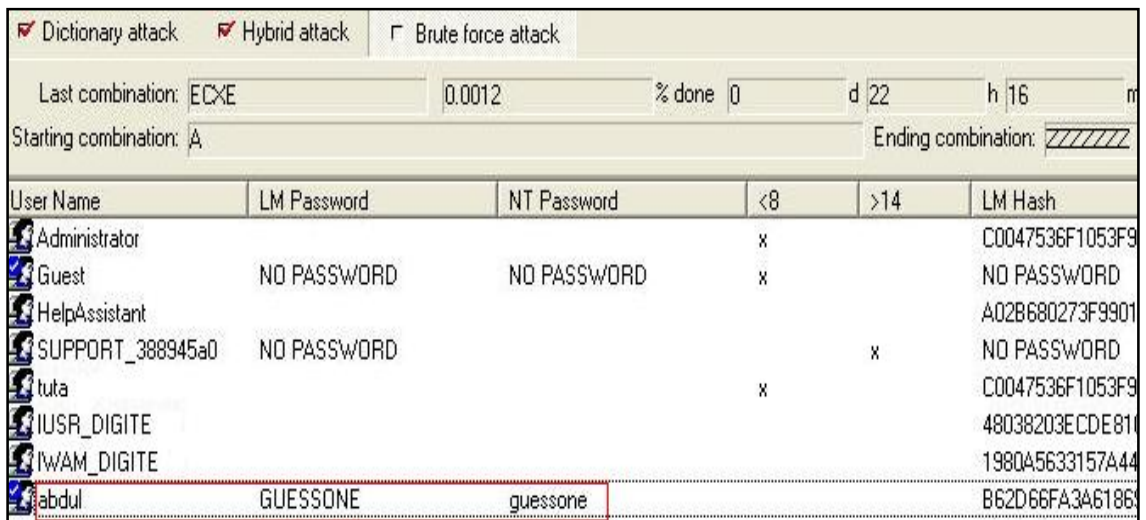 Dictionary attack Hybrid attack Brute force attack
Last combination: ECXE 0.0012 % done 0 d 22 h 16 m
Starting combination: A Ending combination: ZZZZZZZ
User Name LM Password NT Password <8 >14 LM Hash
Administrator x C0047536F1053F9
Guest NO PASSWORD NO PASSWORD x NO PASSWORD
HelpAssistant A02B680273F9901
SUPPORT_388945a0 NO PASSWORD x NO PASSWORD
tuta x C0047536F1053F9
IUSR_DIGITE 48038203ECDE81
IWAM_DIGITE 1980A5633157A44
abdul GUESSONE guessone B62D66FA3A6186